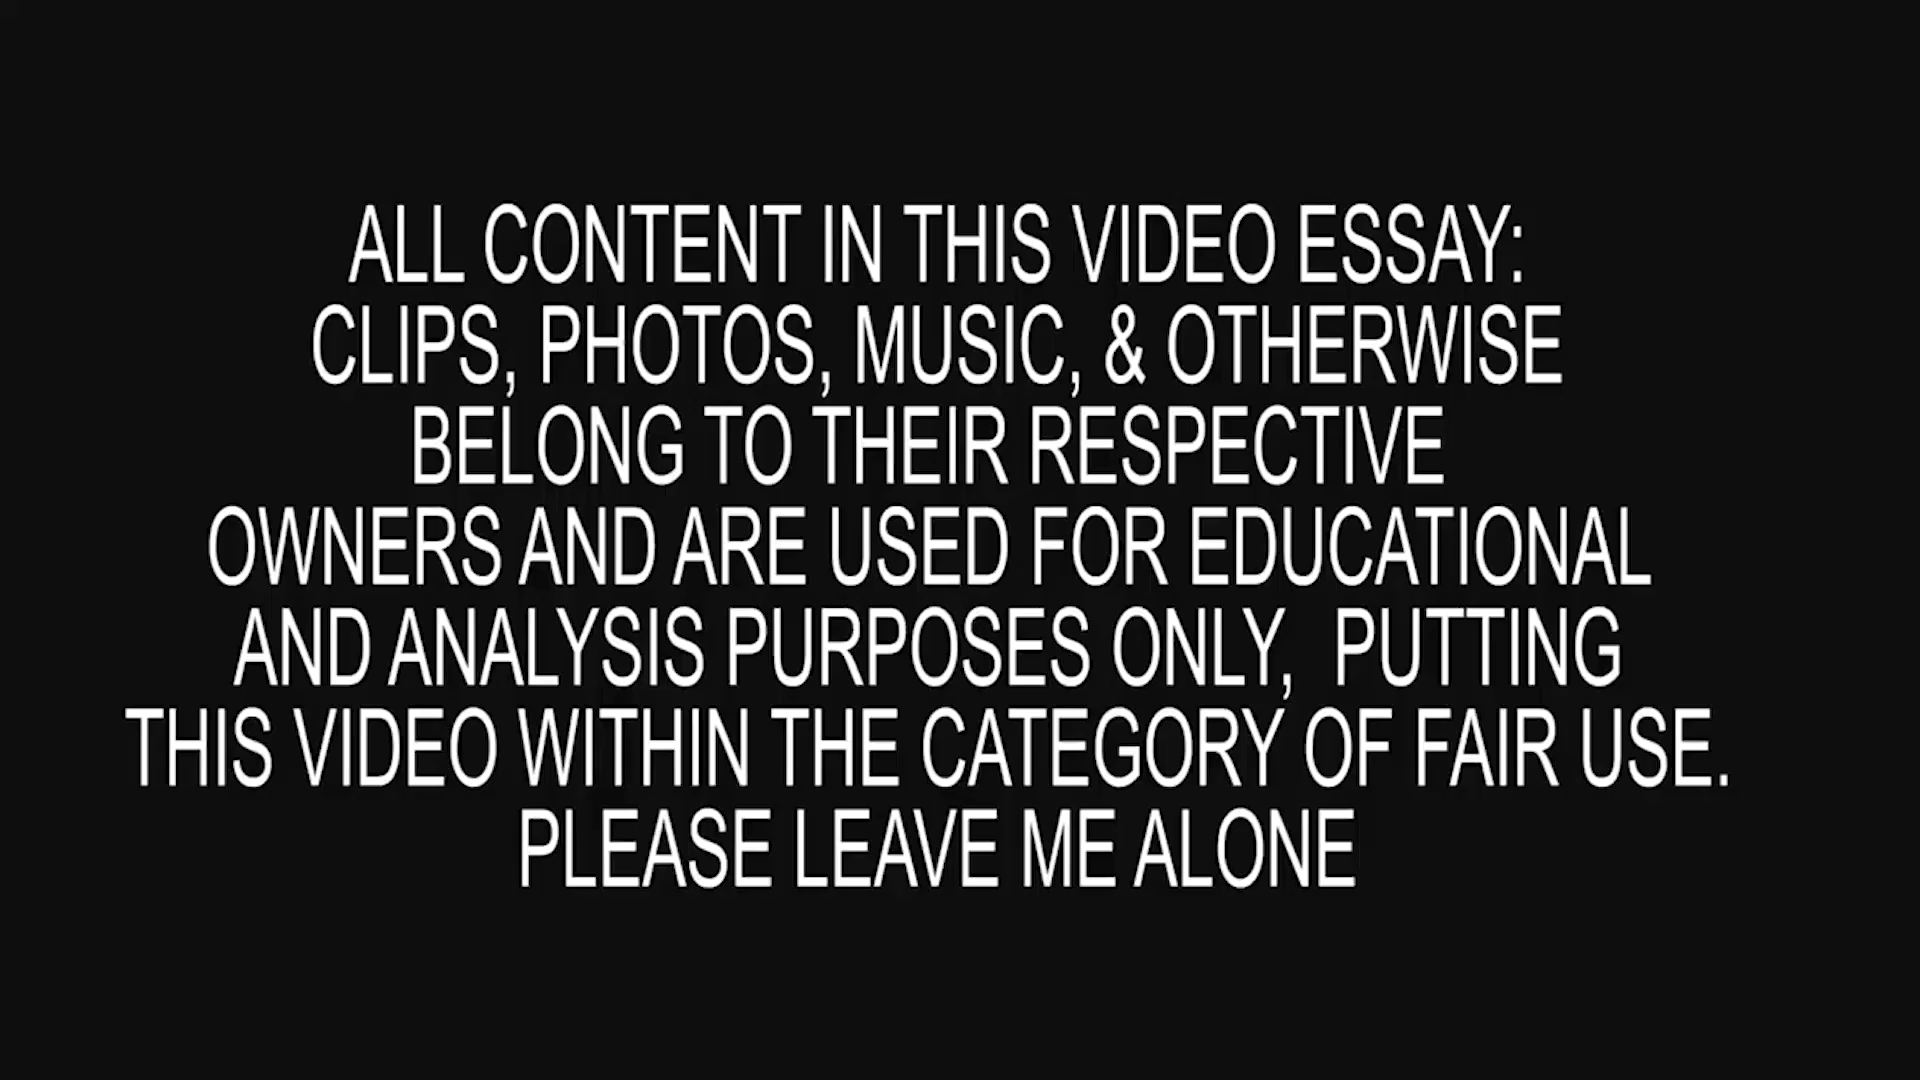 ALL CONTENT IN THIS VIDEO ESSAY:
CLIPS, PHOTOS, MUSIC, & OTHERWISE
BELONG TO THEIR RESPECTIVE
OWNERS AND ARE USED FOR EDUCATIONAL
AND ANALYSIS PURPOSES ONLY,  PUTTING
THIS VIDEO WITHIN THE CATEGORY OF FAIR USE.
PLEASE LEAVE ME ALONE